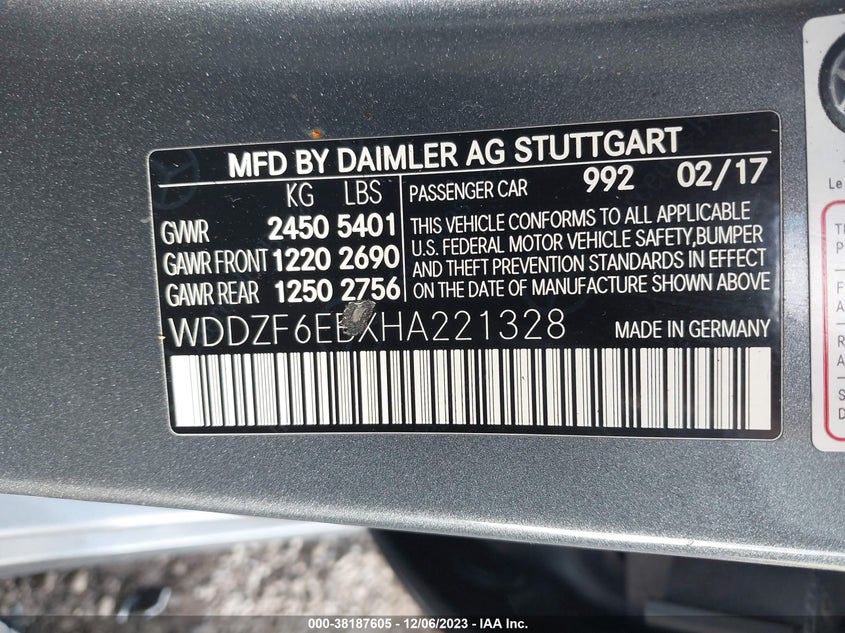 MFD BY DAIMLER AG STUTTGART
KG LBS
GVWR 2450 5401
GAWR FRONT 1220 2690
GAWR REAR 1250 2756
PASSENGER CAR 992 02/17
THIS VEHICLE CONFORMS TO ALL APPLICABLE
U.S. FEDERAL MOTOR VEHICLE SAFETY,BUMPER
AND THEFT PREVENTION STANDARDS IN EFFECT
ON THE DATE OF MANUFACTURE SHOWN ABOVE
WDDZF6EBXHA221328 MADE IN GERMANY
Le
000-38187605 - 12/06/2023 - IAA Inc.